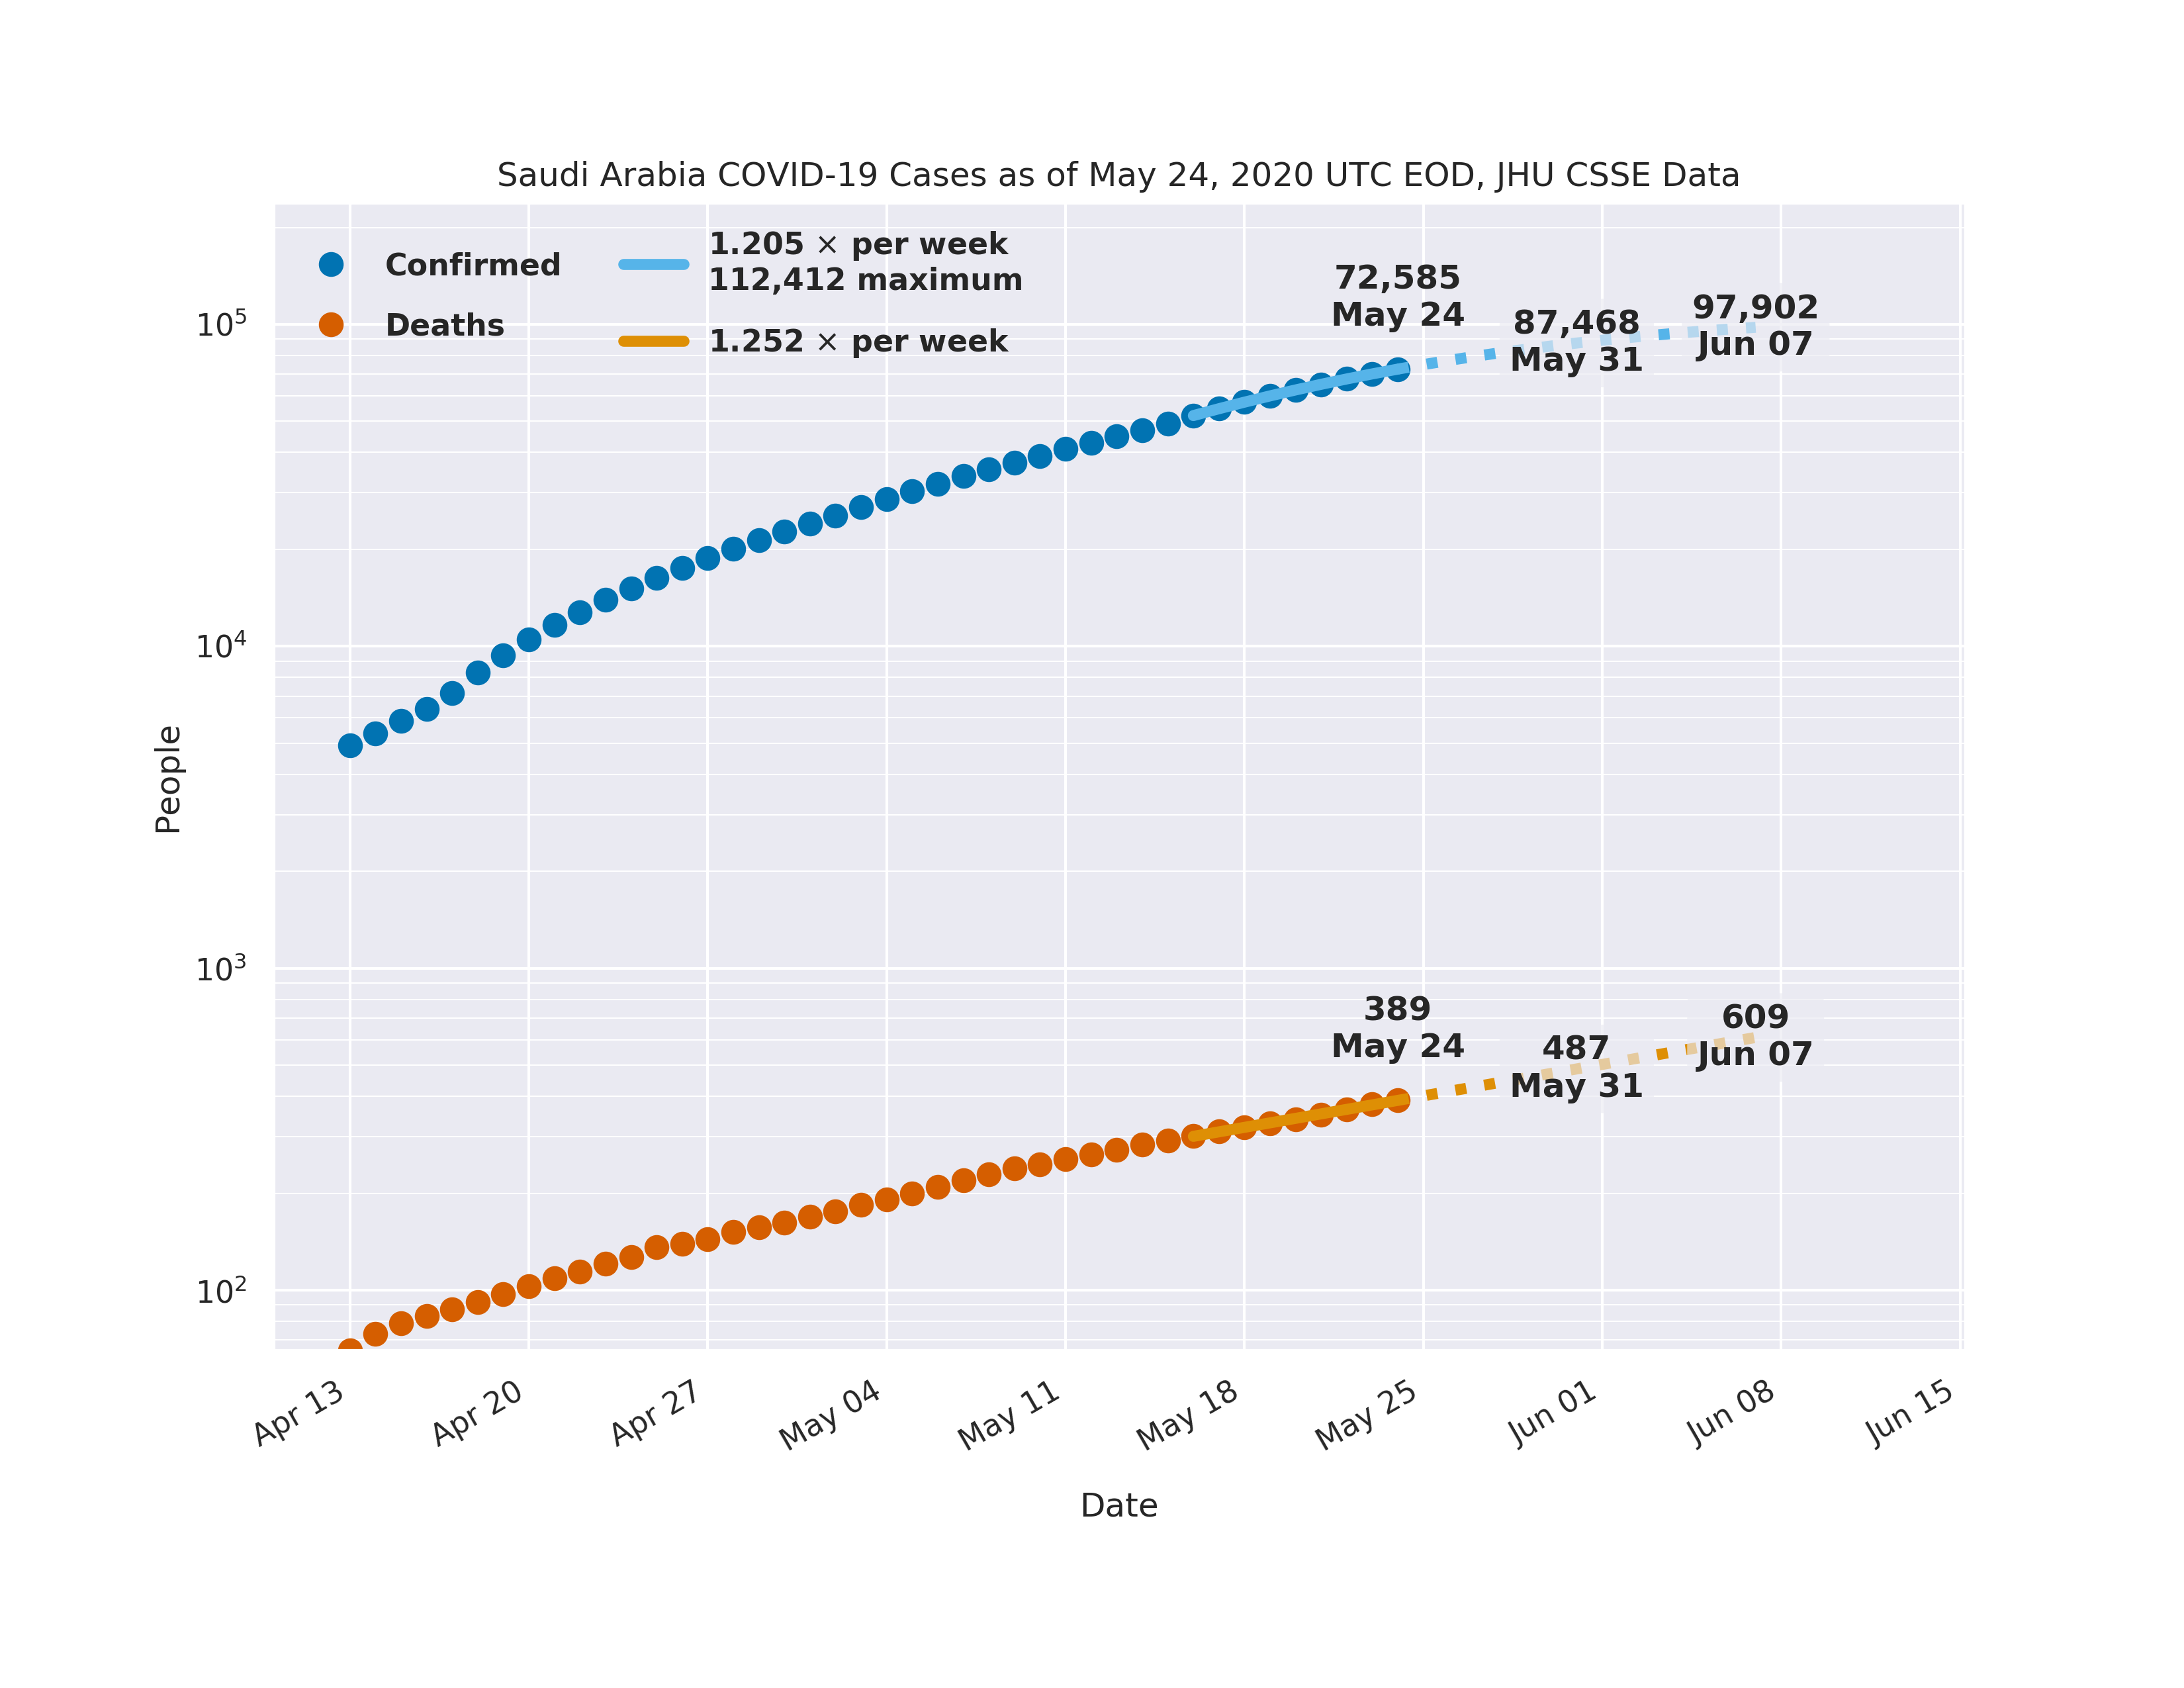 Saudi Arabia COVID-19 Cases as of May 24, 2020 UTC EOD, JHU CSSE Data
Confirmed
Deaths
1.205 × per week
112,412 maximum
1.252 × per week
72,585
May 24
87,468
May 31
97,902
Jun 07
389
May 24
487
May 31
609
Jun 07
People
10⁵
10⁴
10³
10²
Apr 13
Apr 20
Apr 27
May 04
May 11
May 18
May 25
Jun 01
Jun 08
Jun 15
Date